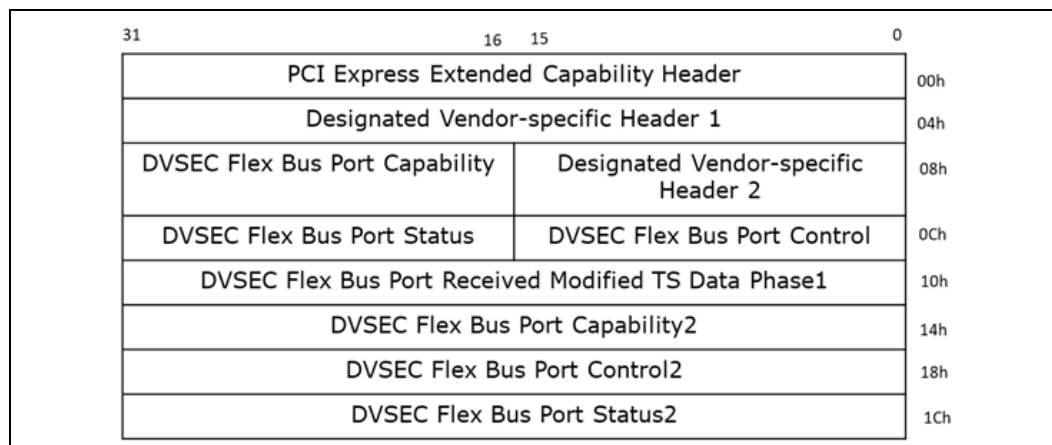 31 16 15 0
PCI Express Extended Capability Header 00h
Designated Vendor-specific Header 1 04h
DVSEC Flex Bus Port Capability Designated Vendor-specific 08h
Header 2
DVSEC Flex Bus Port Status DVSEC Flex Bus Port Control 0Ch
DVSEC Flex Bus Port Received Modified TS Data Phase1 10h
DVSEC Flex Bus Port Capability2 14h
DVSEC Flex Bus Port Control2 18h
DVSEC Flex Bus Port Status2 1Ch